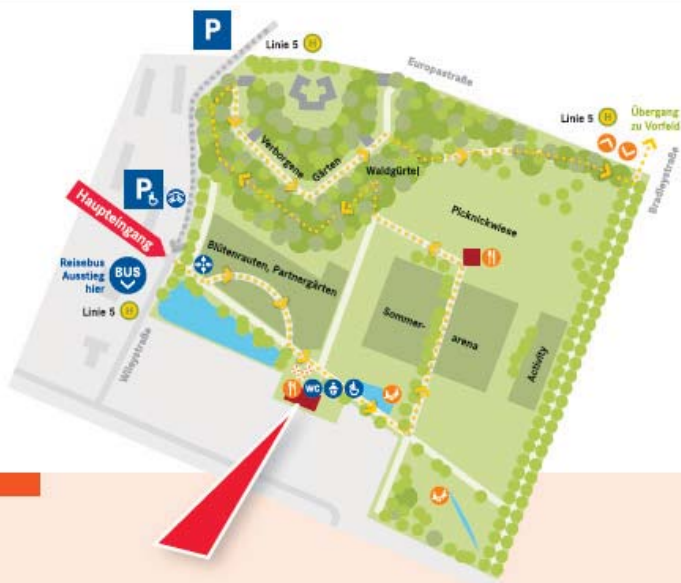 P
Linie 5 H
Europastraße
Linie 5 H
Übergang
zu Vorfeld
Bradleystraße
Verborgene
Gärten
Waldgürtel
P
Haupteingang
Picknickwiese
Reisebus
Ausstieg
hier
BUS
Blütenrauten, Partnergärten
Linie 5 H
Sommer-
arena
Activity
Wileystraße
WC